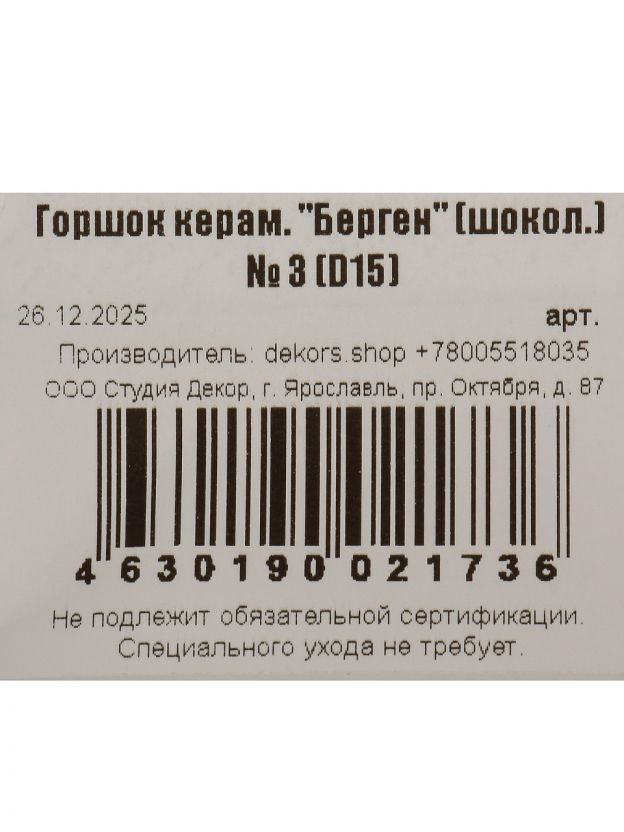 Горшок керам. "Берген" (шокол.)
№ 3 (D15)
26.12.2025 арт.
Производитель: dekors.shop +78005518035
ООО Студия Декор, г. Ярославль, пр. Октября, д. 87
4 630190 021736
Не подлежит обязательной сертификации.
Специального ухода не требует.